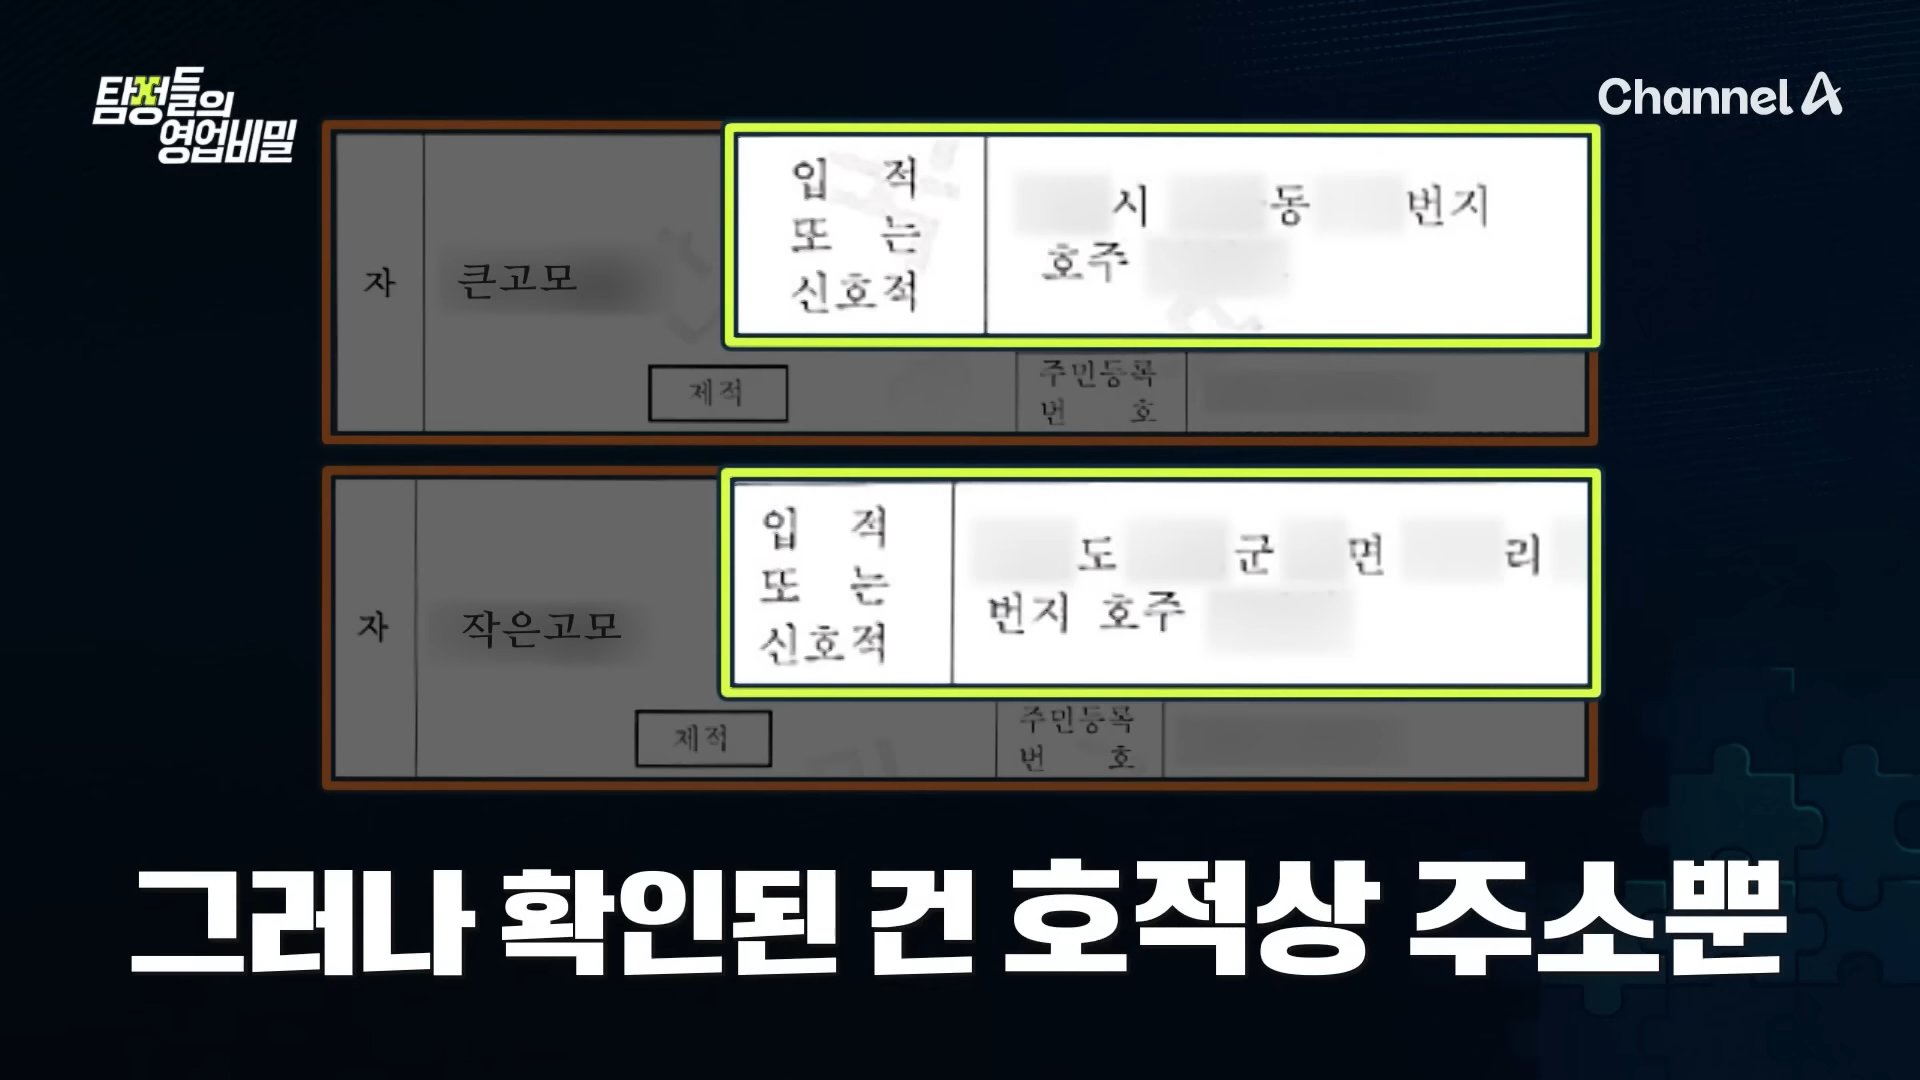 탐정들의
영업비밀
Channel A
자
큰고모
입 적
또 는
신호적
시 동 번지
호주
제적
주민등록
번 호
자
작은고모
입 적
또 는
신호적
도 군 면 리
번지 호주
제적
주민등록
번 호
그러나 확인된 건 호적상 주소뿐